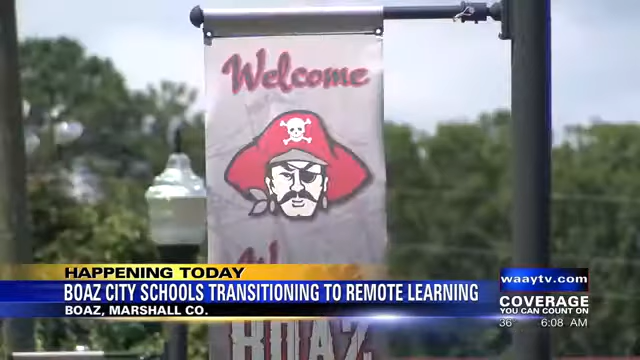 Welcome
HAPPENING TODAY
BOAZ CITY SCHOOLS TRANSITIONING TO REMOTE LEARNING
BOAZ, MARSHALL CO.
BOAZ
waaytv.com
COVERAGE
YOU CAN COUNT ON
36° 6:08 AM